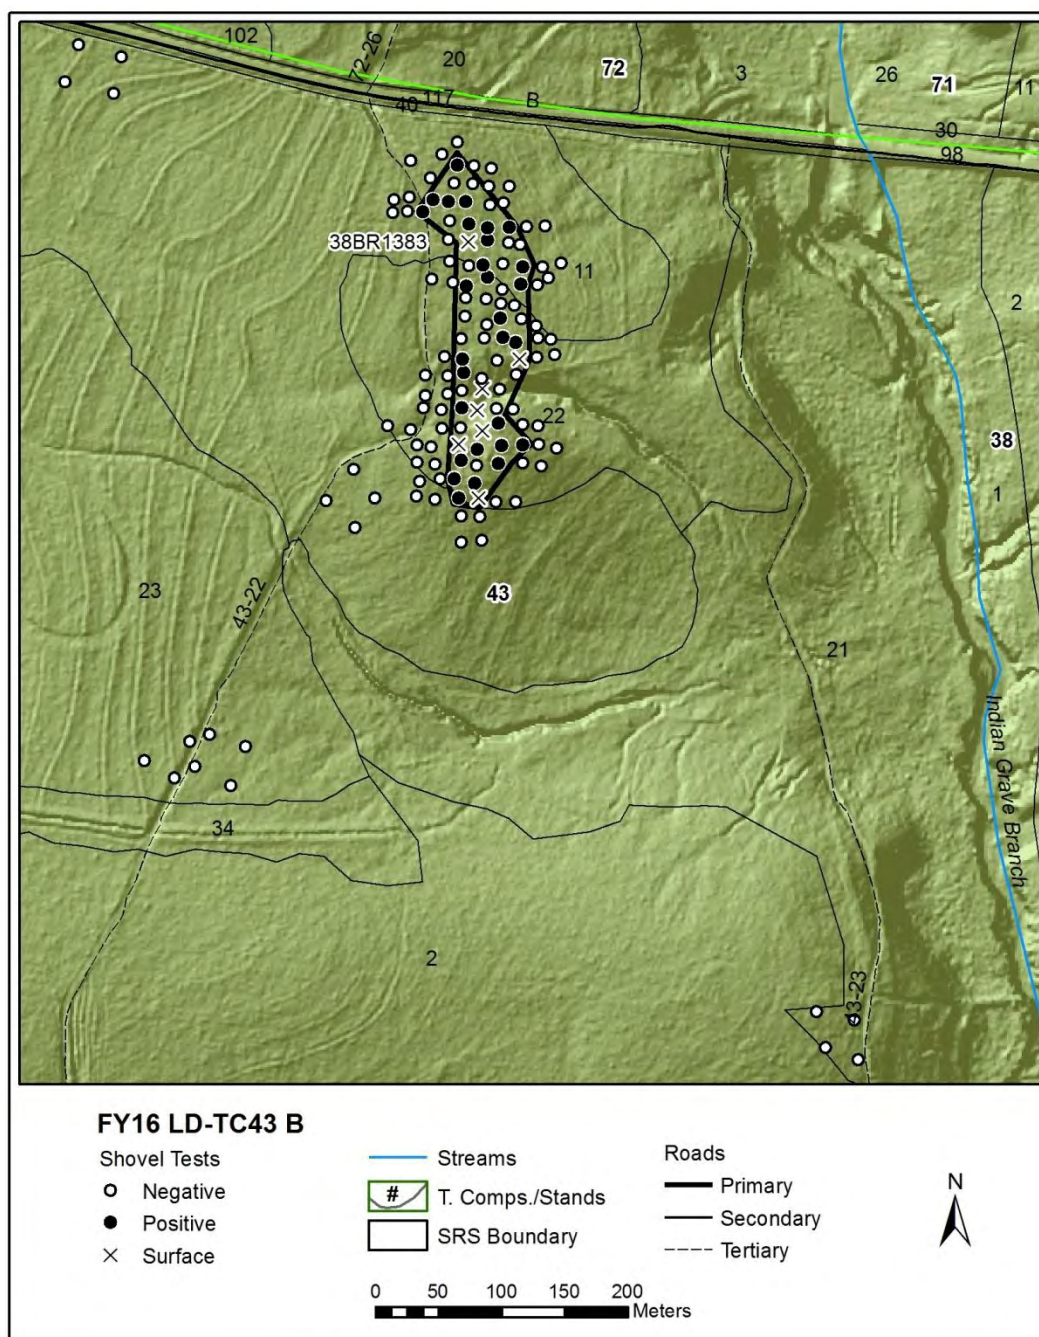 102
72-26
20
72
3
26
71
11
117
B
40
30
98
38BR1383
11
2
22
38
1
43
23
43-22
21
Indian Grave Branch
34
2
43-23
FY16 LD-TC43 B
Shovel Tests
Negative
Positive
Surface
Streams
# T. Comps./Stands
SRS Boundary
Roads
Primary
Secondary
Tertiary
N
0 50 100 150 200
Meters